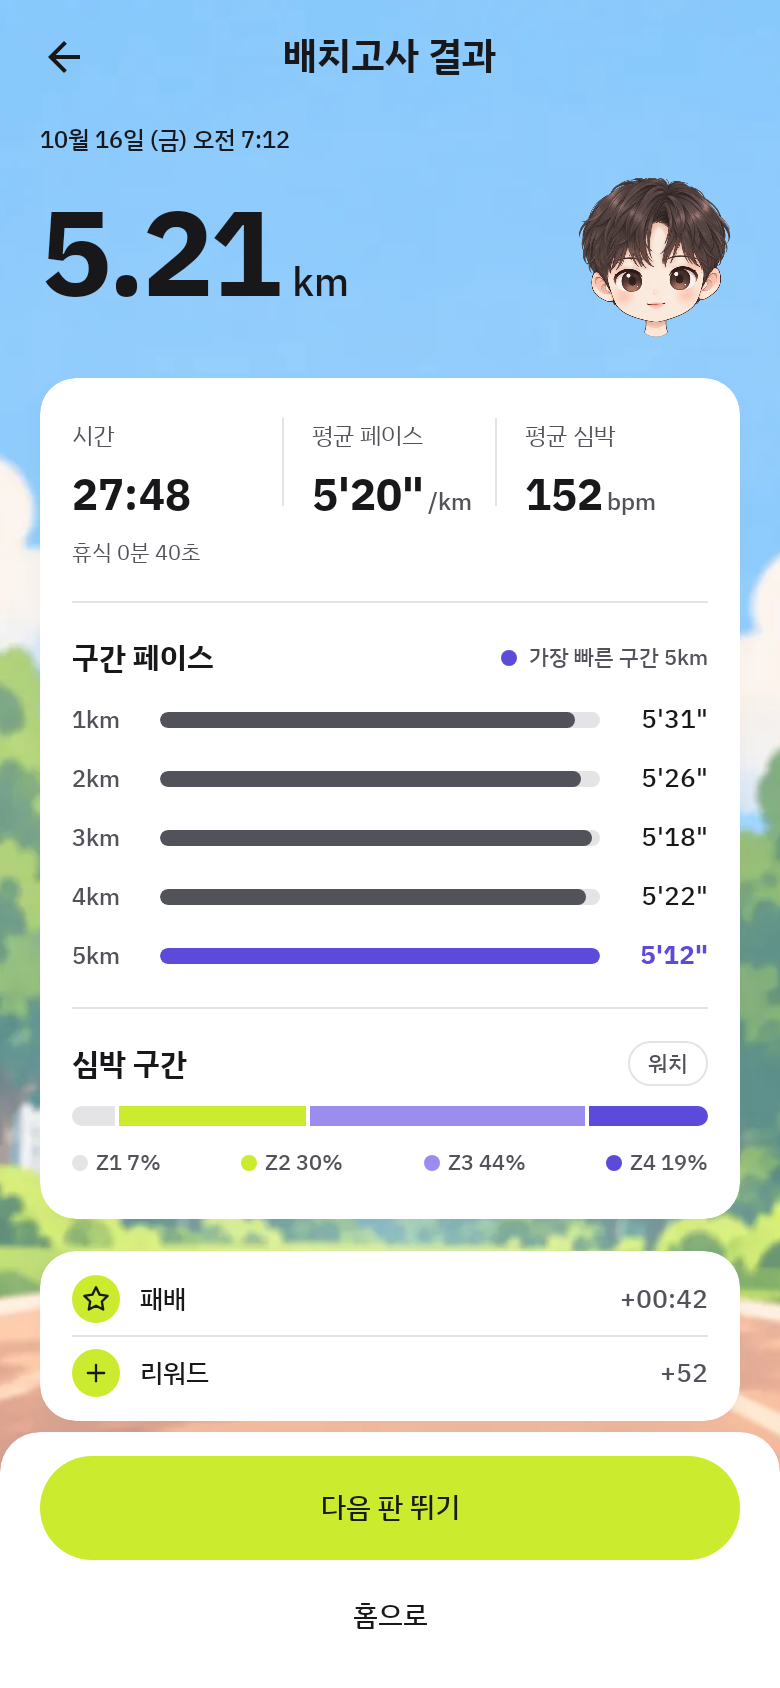 배치고사 결과
10월 16일 (금) 오전 7:12
5.21 km
시간 평균 페이스 평균 심박
27:48 5'20" /km 152 bpm
휴식 0분 40초
구간 페이스 가장 빠른 구간 5km
1km 5'31"
2km 5'26"
3km 5'18"
4km 5'22"
5km 5'12"
심박 구간 워치
Z1 7% Z2 30% Z3 44% Z4 19%
패배 +00:42
리워드 +52
다음 판 뛰기
홈으로